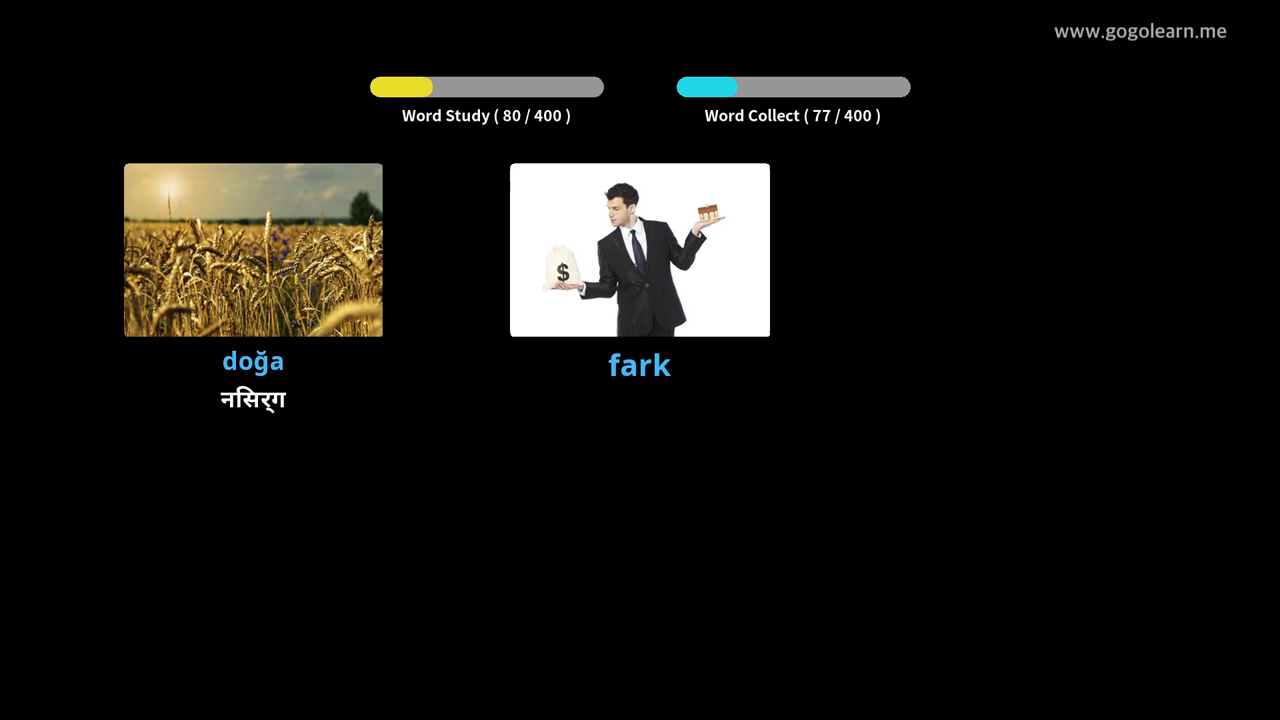 www.gogolearn.me
Word Study ( 80 / 400 )
Word Collect ( 77 / 400 )
$
doğa
fark
नसिर्ग